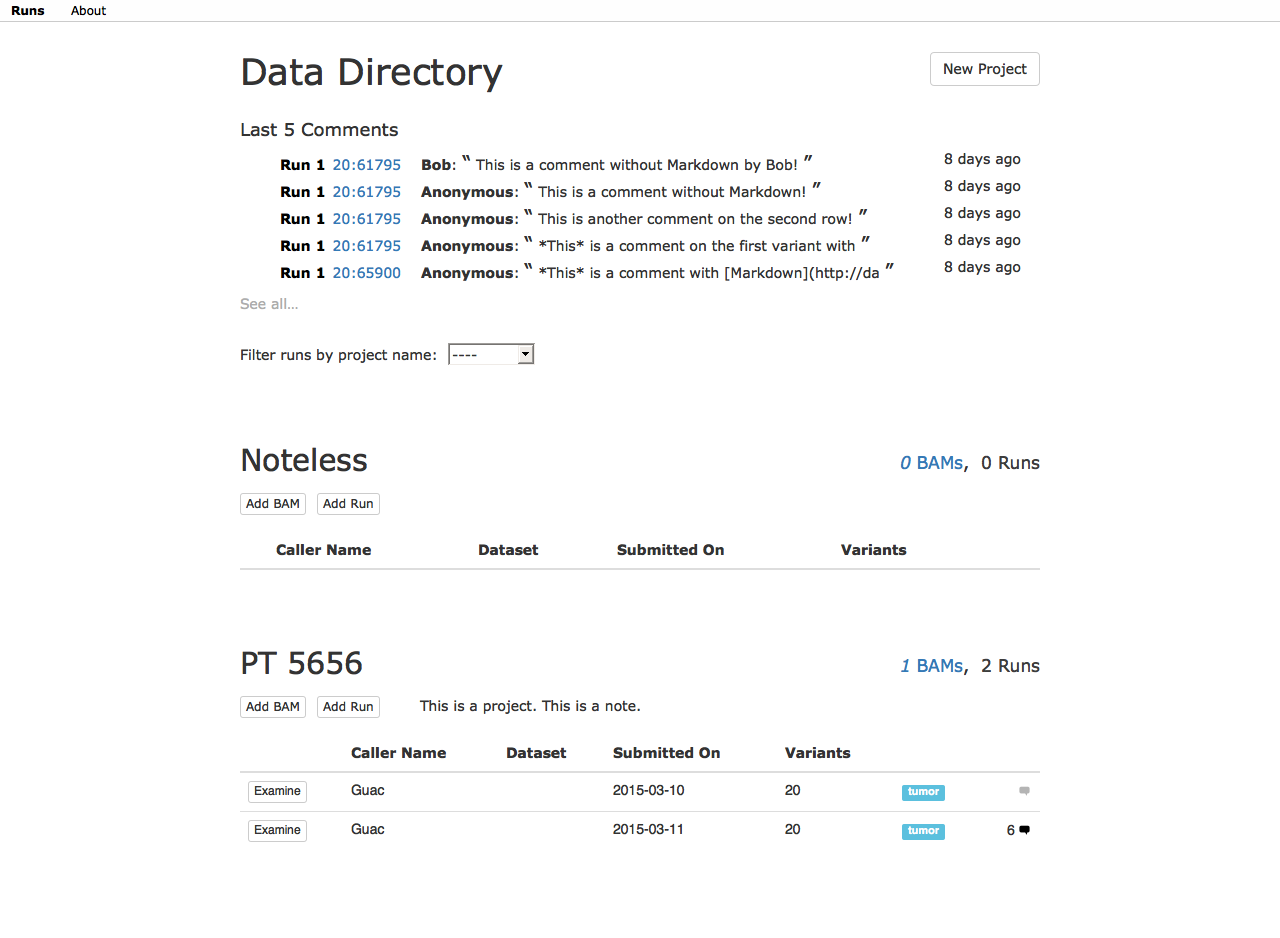 Runs About
Data Directory
New Project
Last 5 Comments
Run 1 20:61795 Bob: “ This is a comment without Markdown by Bob! ” 8 days ago
Run 1 20:61795 Anonymous: “ This is a comment without Markdown! ” 8 days ago
Run 1 20:61795 Anonymous: “ This is another comment on the second row! ” 8 days ago
Run 1 20:61795 Anonymous: “ *This* is a comment on the first variant with ” 8 days ago
Run 1 20:65900 Anonymous: “ *This* is a comment with [Markdown](http://da ” 8 days ago
See all...
Filter runs by project name: ----
Noteless 0 BAMs, 0 Runs
Add BAM Add Run
Caller Name Dataset Submitted On Variants
PT 5656 1 BAMs, 2 Runs
Add BAM Add Run This is a project. This is a note.
Caller Name Dataset Submitted On Variants
Examine Guac 2015-03-10 20 tumor
Examine Guac 2015-03-11 20 tumor 6